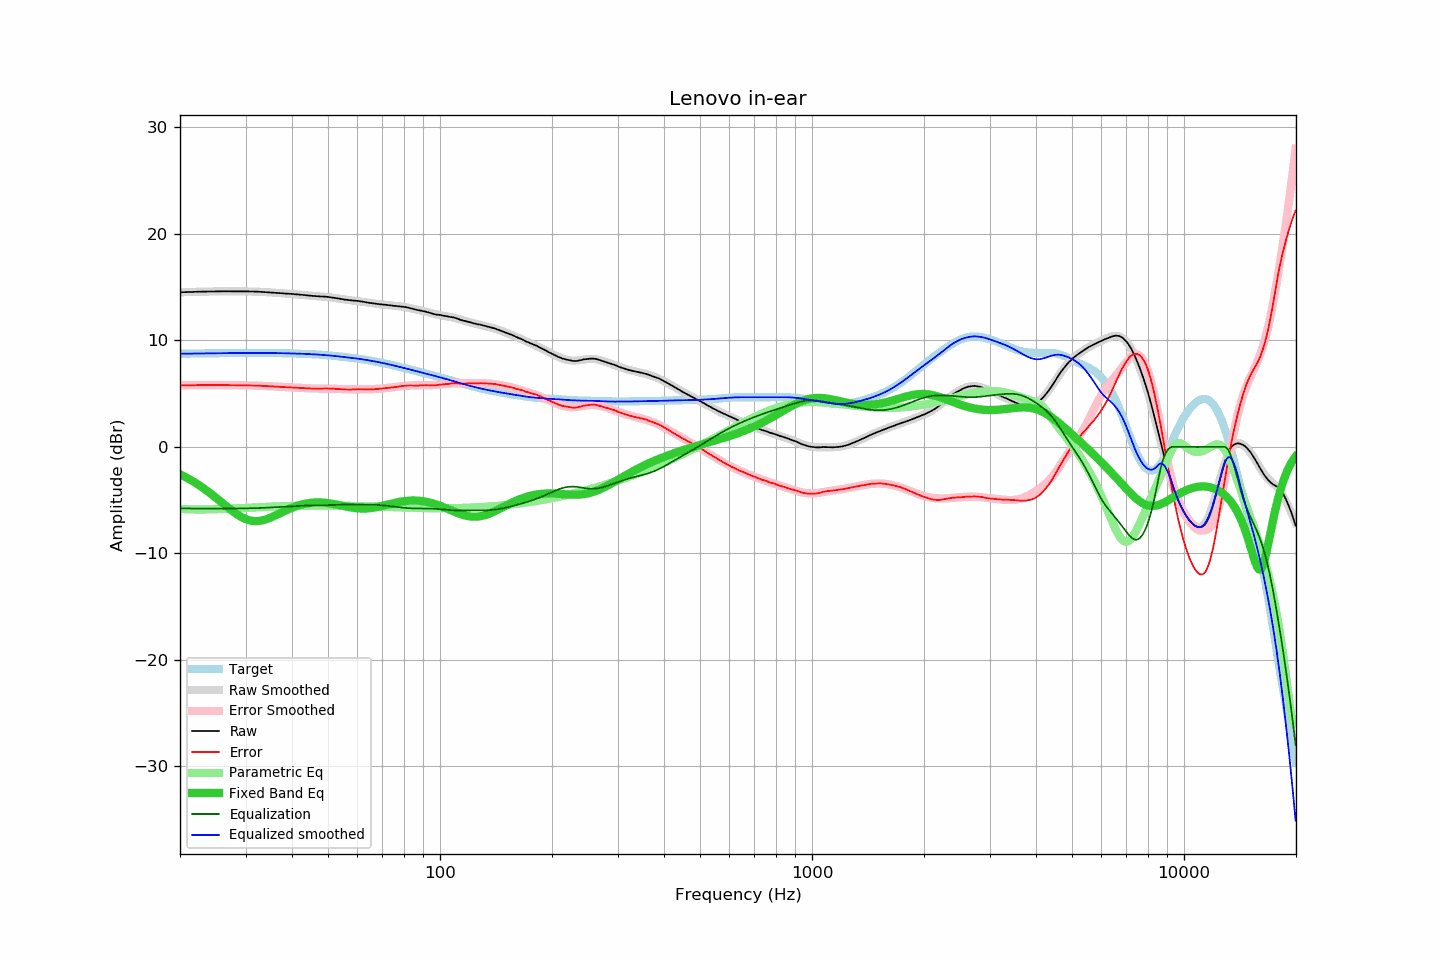 Lenovo in-ear
30
20
10
0
−10
−20
−30
Amplitude (dBr)
Target
Raw Smoothed
Error Smoothed
Raw
Error
Parametric Eq
Fixed Band Eq
Equalization
Equalized smoothed
100
1000
10000
Frequency (Hz)